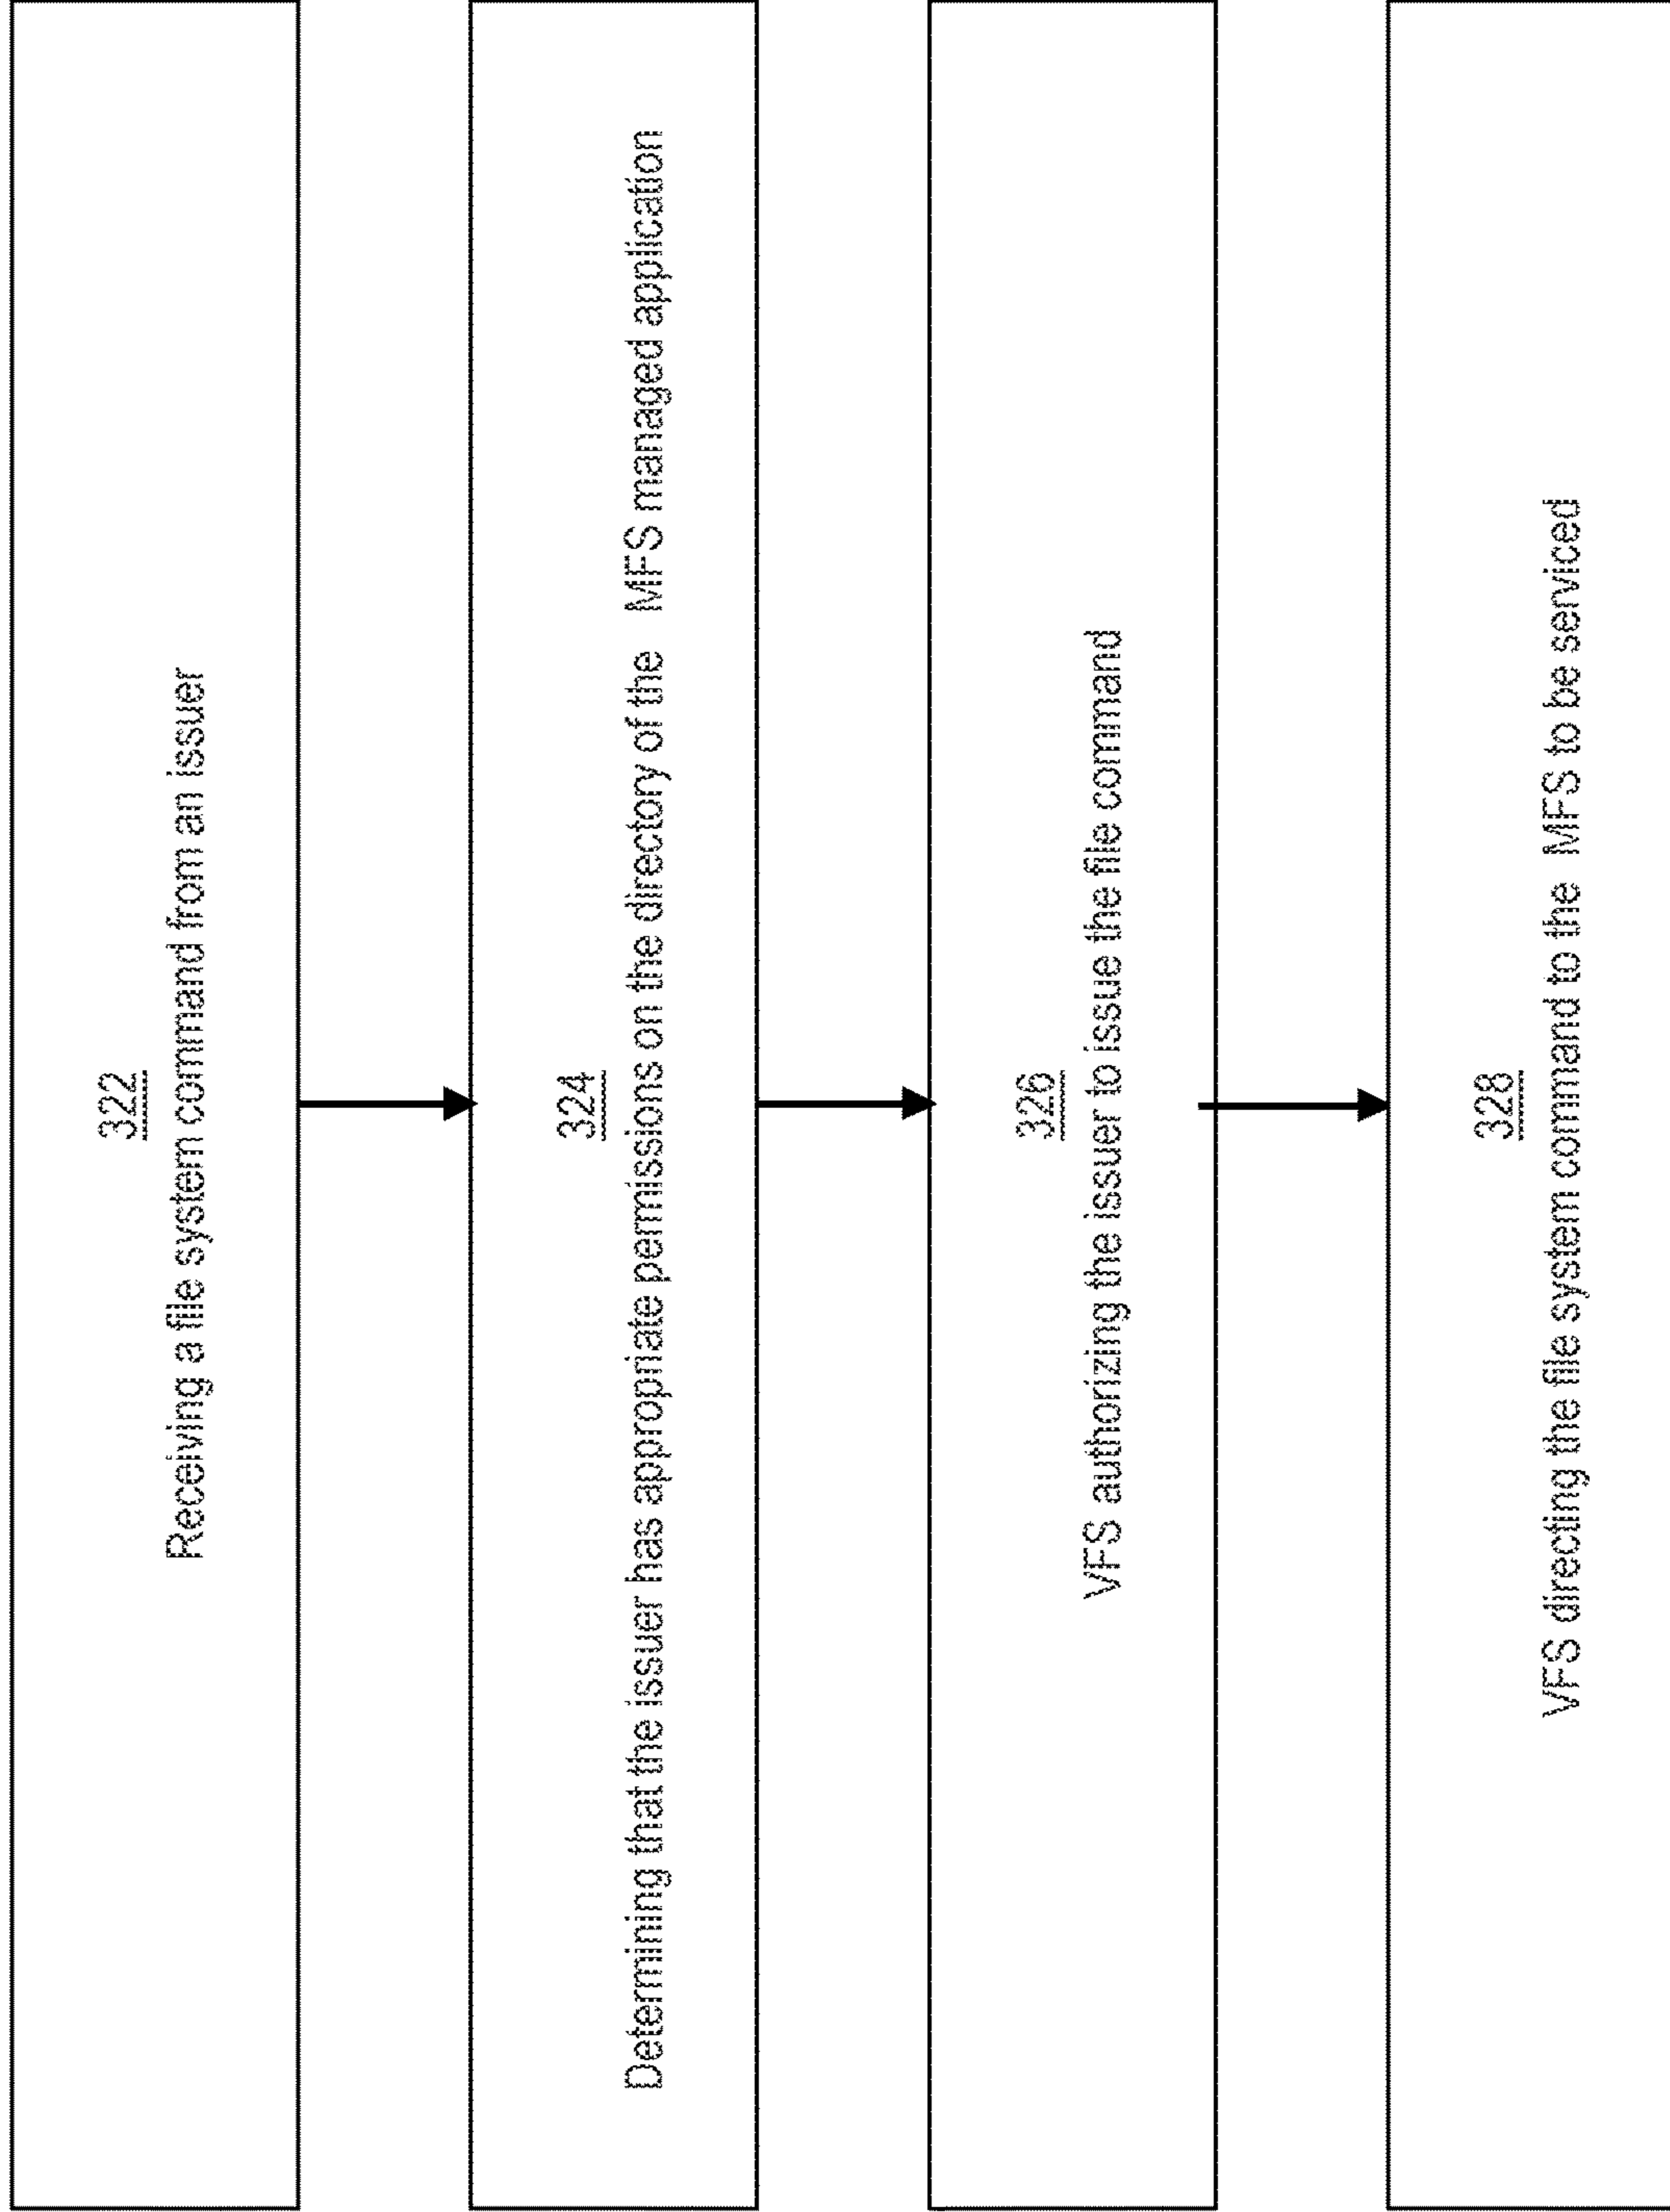 322
Receiving a file system command from an issuer
324
Determining that the issuer has appropriate permissions on the directory of the MFS managed application
326
VFS authorizing the issuer to issue the file command
328
VFS directing the file system command to the MFS to be serviced